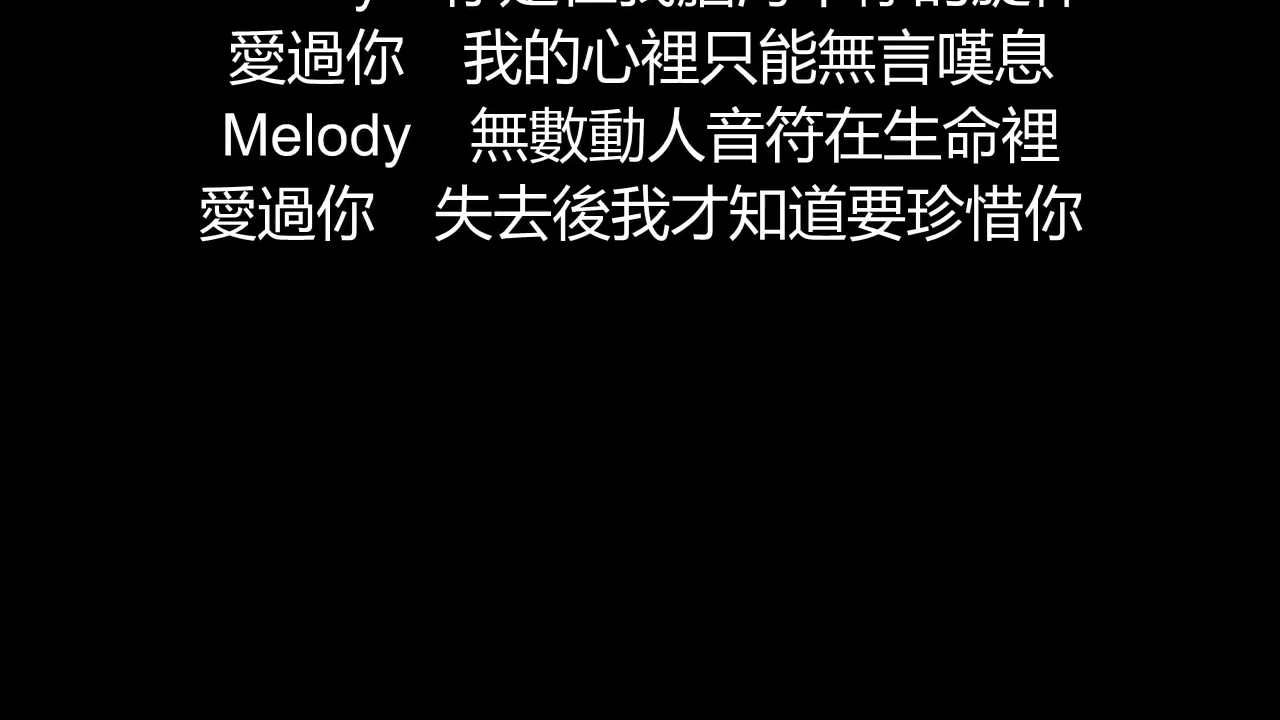 愛過你　我的心裡只能無言嘆息
Melody　無數動人音符在生命裡
愛過你　失去後我才知道要珍惜你